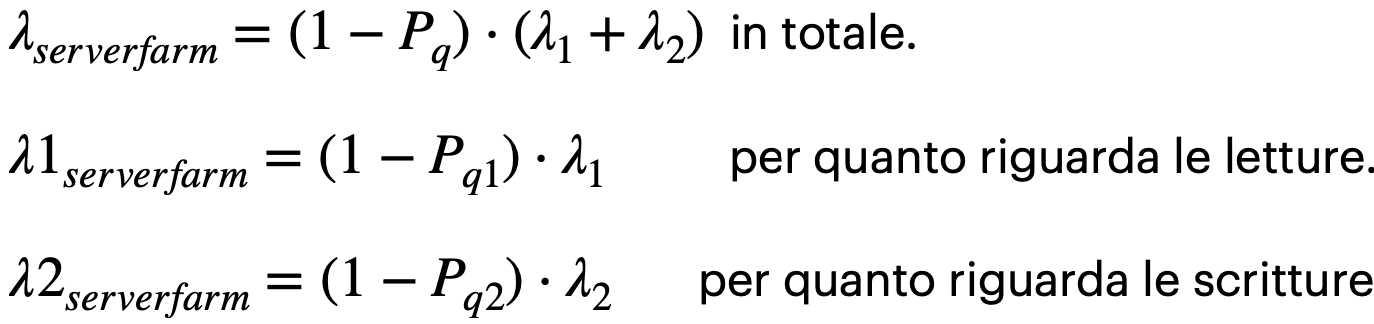 λ_serverfarm = (1 − P_q) · (λ_1 + λ_2) in totale.
λ1_serverfarm = (1 − P_q1) · λ_1 per quanto riguarda le letture.
λ2_serverfarm = (1 − P_q2) · λ_2 per quanto riguarda le scritture